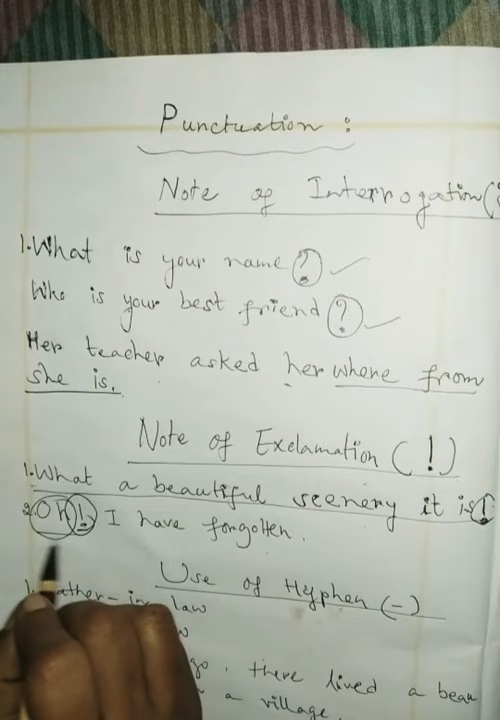 Punctuation :
Note of Interrogation (
1. What is your name ?
Who is your best friend ?
Her teacher asked her where from
she is.
Note of Exclamation ( ! )
1. What a beautiful scenery it is !
2. Oh ! I have forgotten.
Use of Hyphen (-)
law
go, there lived a beau
a village.